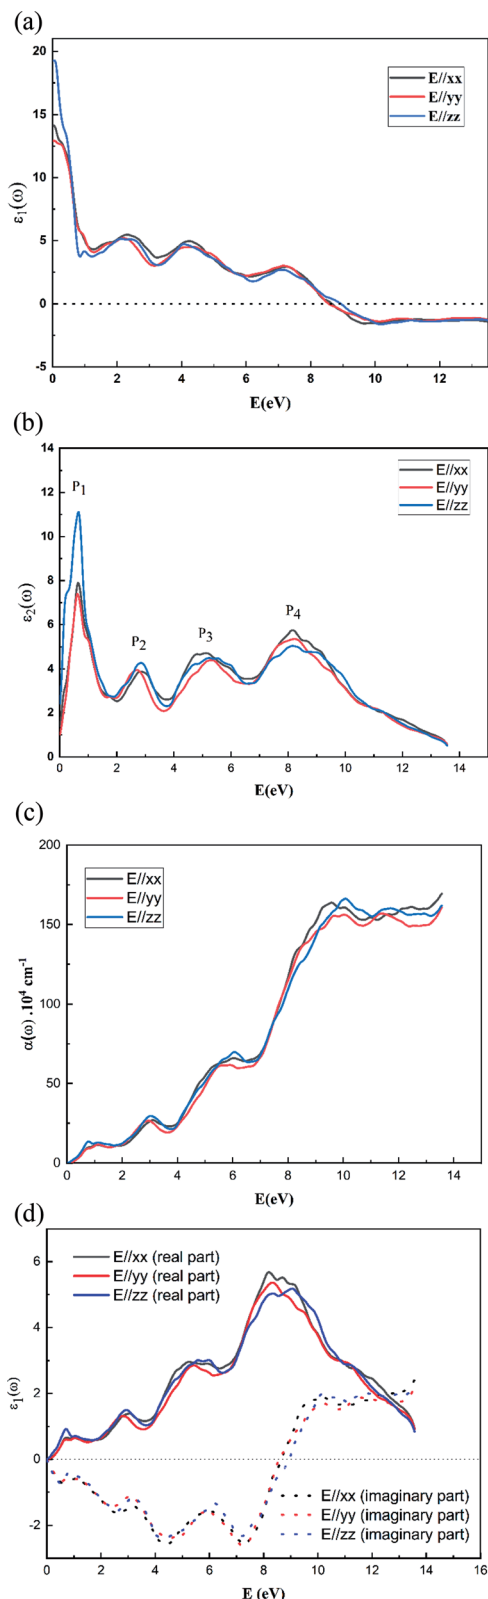 (a)
20
15
10
5
0
-5
ε₁(ω)
E//xx
E//yy
E//zz
0 2 4 6 8 10 12
E(eV)
(b)
14
12
10
8
6
4
2
0
ε₂(ω)
P₁
P₂
P₃
P₄
E//xx
E//yy
E//zz
0 2 4 6 8 10 12 14
E(eV)
(c)
200
150
100
50
0
α(ω) .10⁴ cm⁻¹
E//xx
E//yy
E//zz
0 2 4 6 8 10 12 14
E(eV)
(d)
6
4
2
0
-2
ε₁(ω)
E//xx (real part)
E//yy (real part)
E//zz (real part)
E//xx (imaginary part)
E//yy (imaginary part)
E//zz (imaginary part)
0 2 4 6 8 10 12 14 16
E (eV)